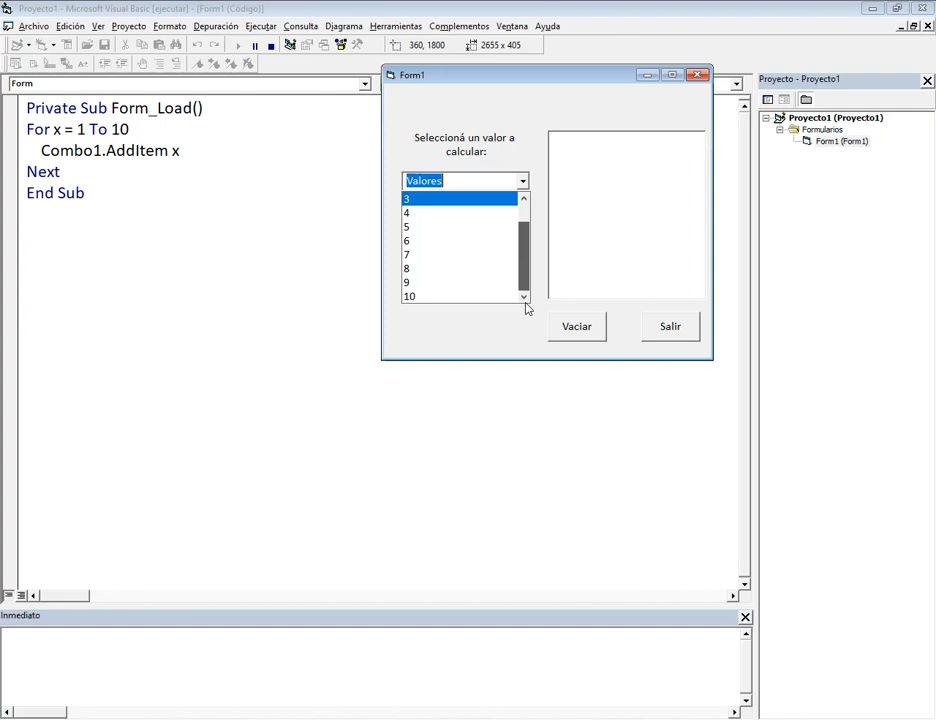 Proyecto1 - Microsoft Visual Basic [ejecutar] - [Form1 (Código)]
Archivo Edición Ver Proyecto Formato Depuración Ejecutar Consulta Diagrama Herramientas Complementos Ventana Ayuda
360, 1800 2655 x 405
Form
Private Sub Form_Load()
For x = 1 To 10
Combo1.AddItem x
Next
End Sub
Form1
Seleccioná un valor a
calcular:
Valores
3
4
5
6
7
8
9
10
Vaciar Salir
Proyecto - Proyecto1
Proyecto1 (Proyecto1)
Formularios
Form1 (Form1)
Inmediato